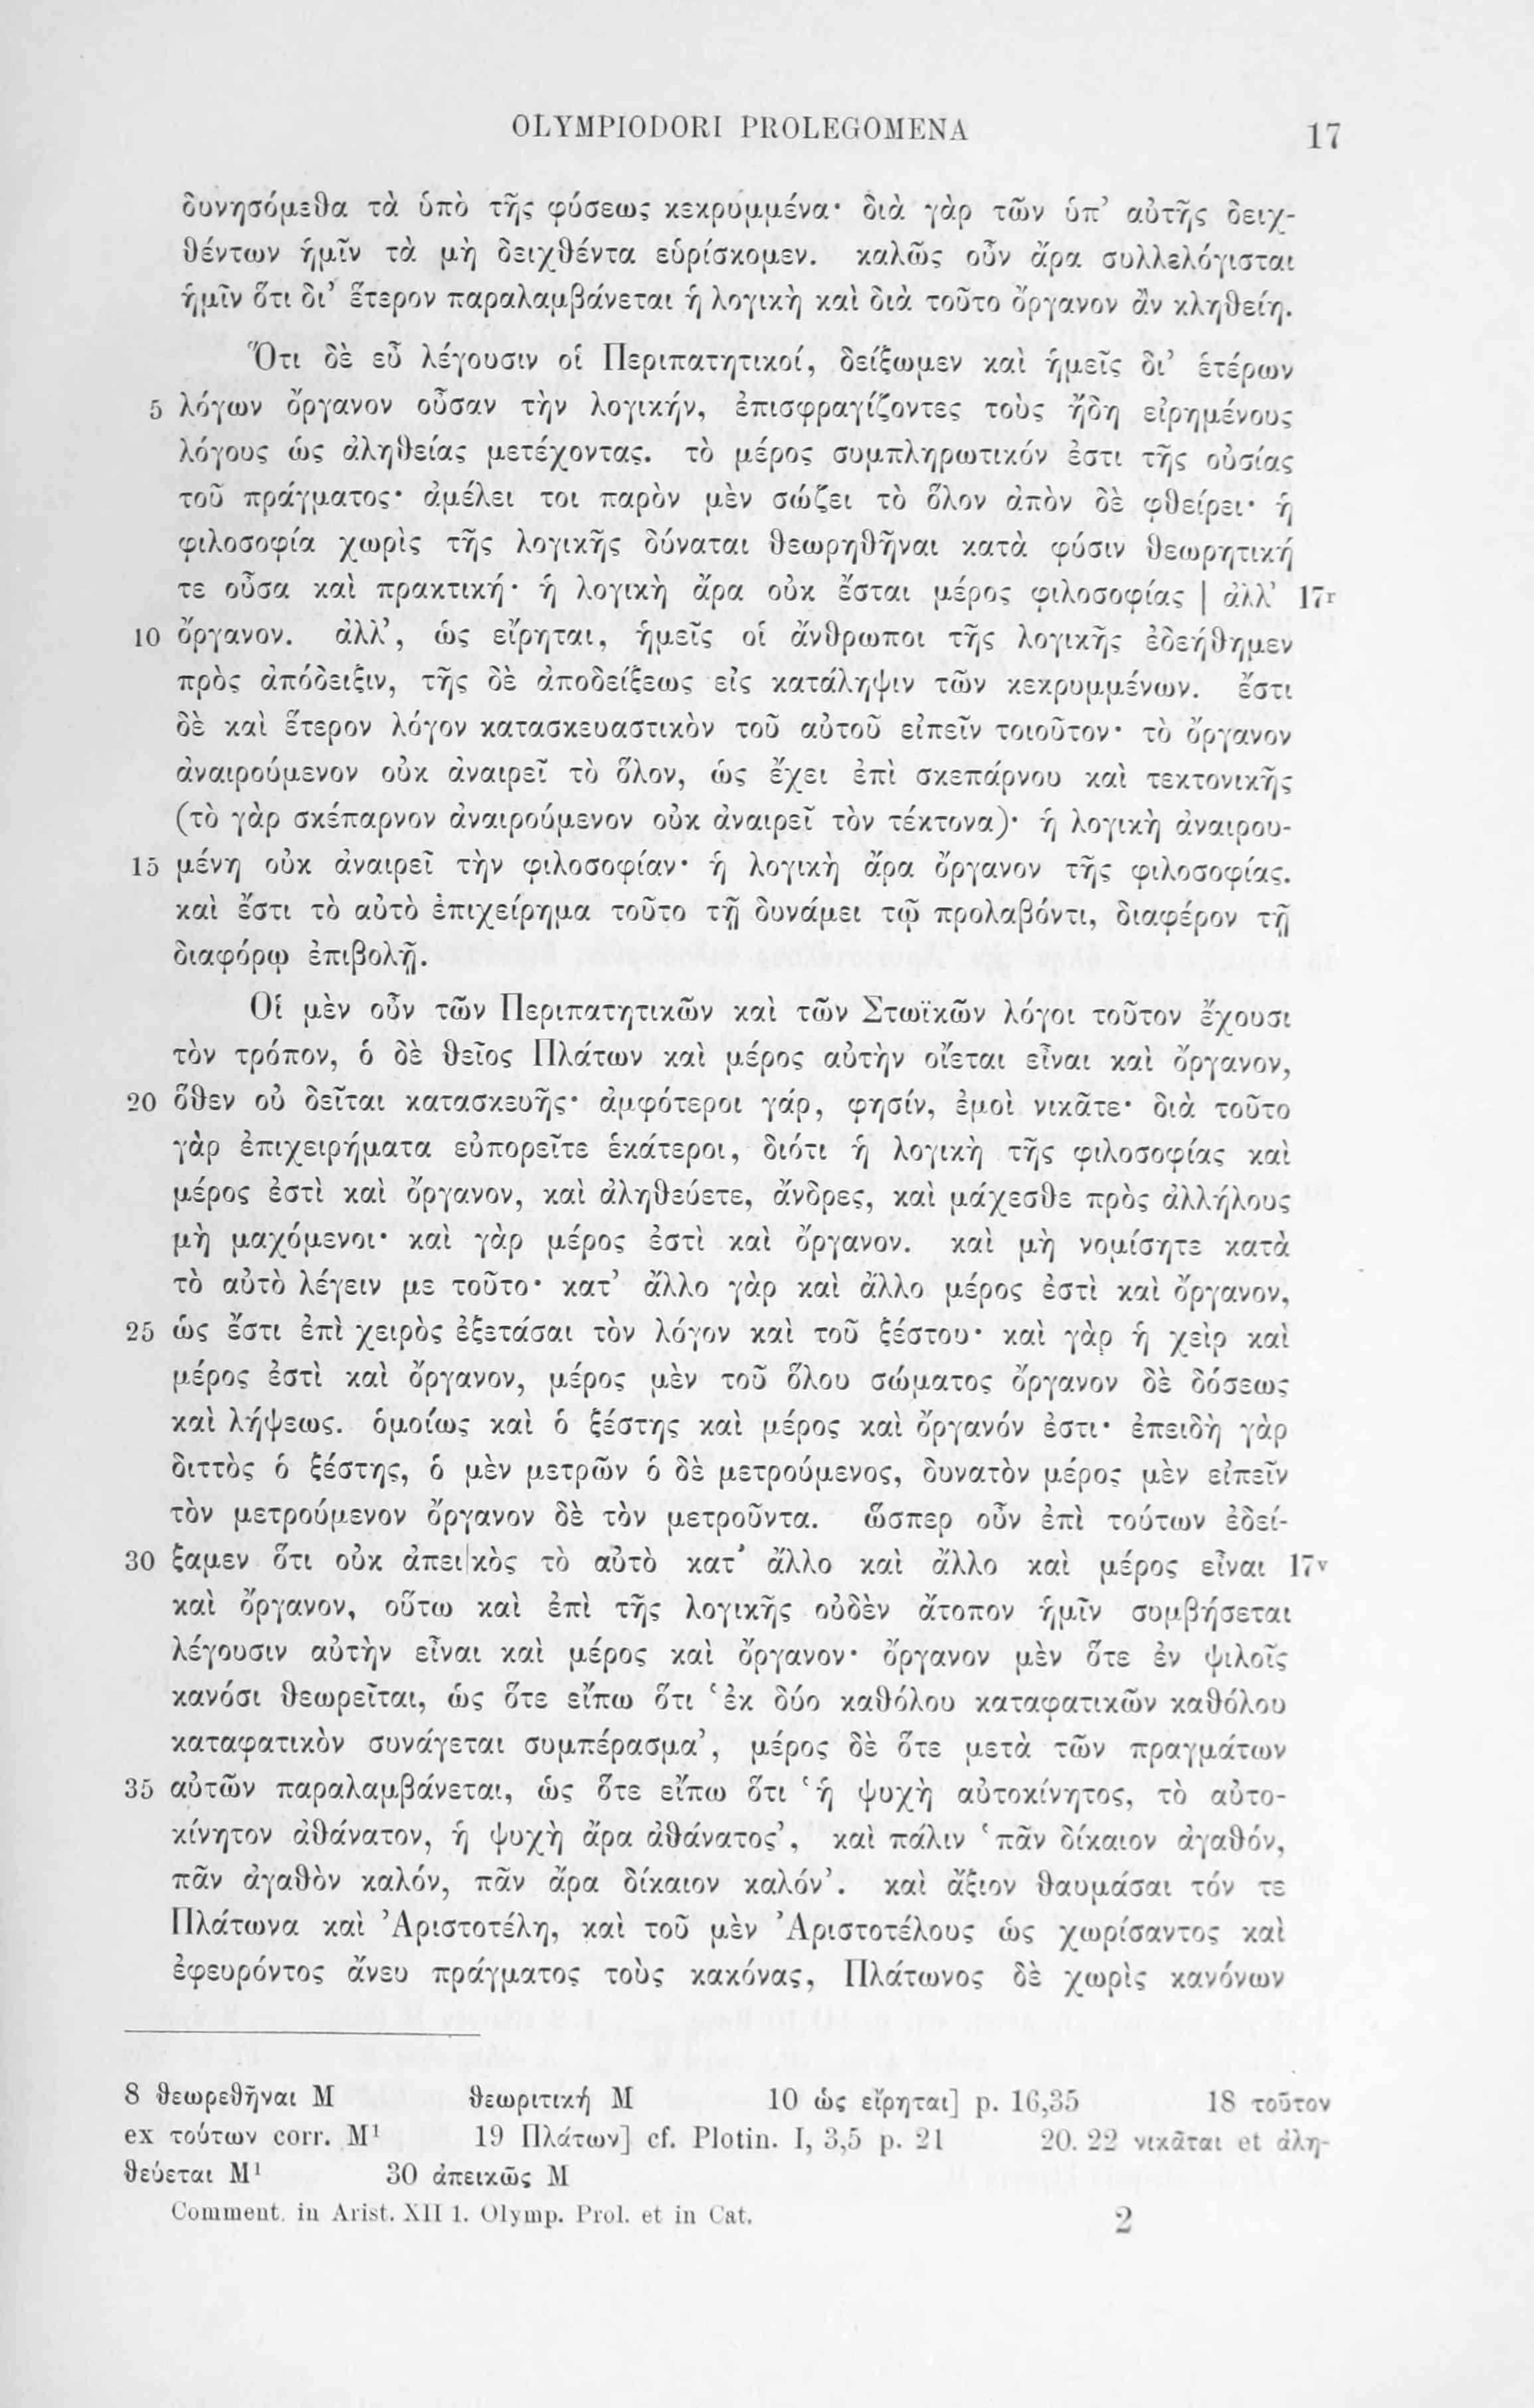 OLYMPIODORI PROLEGOMENA 17
δυνησόμεθα τὰ ὑπὸ τῆς φύσεως κεκρυμμένα· διὰ γὰρ τῶν ὑπ’ αὐτῆς δειχ-
θέντων ἡμῖν τὰ μὴ δειχθέντα εὑρίσκομεν. καλῶς οὖν ἄρα συλλελόγισται
ἡμῖν ὅτι δι’ ἕτερον παραλαμβάνεται ἡ λογικὴ καὶ διὰ τοῦτο ὄργανον ἂν κληθείη.
Ὅτι δὲ εὖ λέγουσιν οἱ Περιπατητικοί, δείξωμεν καὶ ἡμεῖς δι’ ἑτέρων
5 λόγων ὄργανον οὖσαν τὴν λογικήν, ἐπισφραγίζοντες τοὺς ἤδη εἰρημένους
λόγους ὡς ἀληθείας μετέχοντας. τὸ μέρος συμπληρωτικόν ἐστι τῆς οὐσίας
τοῦ πράγματος· ἀμέλει τοι παρὸν μὲν σώζει τὸ ὅλον ἀπὸν δὲ φθείρει· ἡ
φιλοσοφία χωρὶς τῆς λογικῆς δύναται θεωρηθῆναι κατὰ φύσιν θεωρητική
τε οὖσα καὶ πρακτική· ἡ λογικὴ ἄρα οὐκ ἔσται μέρος φιλοσοφίας | ἀλλ’ 17r
10 ὄργανον. ἀλλ’, ὡς εἴρηται, ἡμεῖς οἱ ἄνθρωποι τῆς λογικῆς ἐδεήθημεν
πρὸς ἀπόδειξιν, τῆς δὲ ἀποδείξεως εἰς κατάληψιν τῶν κεκρυμμένων. ἔστι
δὲ καὶ ἕτερον λόγον κατασκευαστικὸν τοῦ αὐτοῦ εἰπεῖν τοιοῦτον· τὸ ὄργανον
ἀναιρούμενον οὐκ ἀναιρεῖ τὸ ὅλον, ὡς ἔχει ἐπὶ σκεπάρνου καὶ τεκτονικῆς
(τὸ γὰρ σκέπαρνον ἀναιρούμενον οὐκ ἀναιρεῖ τὸν τέκτονα)· ἡ λογικὴ ἀναιρου-
15 μένη οὐκ ἀναιρεῖ τὴν φιλοσοφίαν· ἡ λογικὴ ἄρα ὄργανον τῆς φιλοσοφίας.
καὶ ἔστι τὸ αὐτὸ ἐπιχείρημα τοῦτο τῇ δυνάμει τῷ προλαβόντι, διαφέρον τῇ
διαφόρῳ ἐπιβολῇ.
Οἱ μὲν οὖν τῶν Περιπατητικῶν καὶ τῶν Στωϊκῶν λόγοι τοῦτον ἔχουσι
τὸν τρόπον, ὁ δὲ θεῖος Πλάτων καὶ μέρος αὐτὴν οἴεται εἶναι καὶ ὄργανον,
20 ὅθεν οὐ δεῖται κατασκευῆς· ἀμφότεροι γάρ, φησίν, ἐμοὶ νικᾶτε· διὰ τοῦτο
γὰρ ἐπιχειρήματα εὐπορεῖτε ἑκάτεροι, διότι ἡ λογικὴ τῆς φιλοσοφίας καὶ
μέρος ἐστὶ καὶ ὄργανον, καὶ ἀληθεύετε, ἄνδρες, καὶ μάχεσθε πρὸς ἀλλήλους
μὴ μαχόμενοι· καὶ γὰρ μέρος ἐστὶ καὶ ὄργανον. καὶ μὴ νομίσητε κατὰ
τὸ αὐτὸ λέγειν με τοῦτο· κατ’ ἄλλο γὰρ καὶ ἄλλο μέρος ἐστὶ καὶ ὄργανον,
25 ὡς ἔστι ἐπὶ χειρὸς ἐξετάσαι τὸν λόγον καὶ τοῦ ξέστου· καὶ γὰρ ἡ χεὶρ καὶ
μέρος ἐστὶ καὶ ὄργανον, μέρος μὲν τοῦ ὅλου σώματος ὄργανον δὲ δόσεως
καὶ λήψεως. ὁμοίως καὶ ὁ ξέστης καὶ μέρος καὶ ὄργανόν ἐστι· ἐπειδὴ γὰρ
διττὸς ὁ ξέστης, ὁ μὲν μετρῶν ὁ δὲ μετρούμενος, δυνατὸν μέρος μὲν εἰπεῖν
τὸν μετρούμενον ὄργανον δὲ τὸν μετροῦντα. ὥσπερ οὖν ἐπὶ τούτων ἐδεί-
30 ξαμεν ὅτι οὐκ ἀπει|κὸς τὸ αὐτὸ κατ’ ἄλλο καὶ ἄλλο καὶ μέρος εἶναι 17v
καὶ ὄργανον, οὕτω καὶ ἐπὶ τῆς λογικῆς οὐδὲν ἄτοπον ἡμῖν συμβήσεται
λέγουσιν αὐτὴν εἶναι καὶ μέρος καὶ ὄργανον· ὄργανον μὲν ὅτε ἐν ψιλοῖς
κανόσι θεωρεῖται, ὡς ὅτε εἴπω ὅτι ‘ἐκ δύο καθόλου καταφατικῶν καθόλου
καταφατικὸν συνάγεται συμπέρασμα’, μέρος δὲ ὅτε μετὰ τῶν πραγμάτων
35 αὐτῶν παραλαμβάνεται, ὡς ὅτε εἴπω ὅτι ‘ἡ ψυχὴ αὐτοκίνητος, τὸ αὐτο-
κίνητον ἀθάνατον, ἡ ψυχὴ ἄρα ἀθάνατος’, καὶ πάλιν ‘πᾶν δίκαιον ἀγαθόν,
πᾶν ἀγαθὸν καλόν, πᾶν ἄρα δίκαιον καλόν’. καὶ ἄξιον θαυμάσαι τόν τε
Πλάτωνα καὶ Ἀριστοτέλη, καὶ τοῦ μὲν Ἀριστοτέλους ὡς χωρίσαντος καὶ
ἐφευρόντος ἄνευ πράγματος τοὺς κακόνας, Πλάτωνος δὲ χωρὶς κανόνων
8 θεωρεθῆναι M θεωριτική M 10 ὡς εἴρηται] p. 16,35 18 τοῦτον
ex τούτων corr. M¹ 19 Πλάτων] cf. Plotin. I, 3,5 p. 21 20. 22 νικᾶται et ἀλη-
θεύεται M¹ 30 ἀπεικῶς M
Comment. in Arist. XII 1. Olymp. Prol. et in Cat. 2